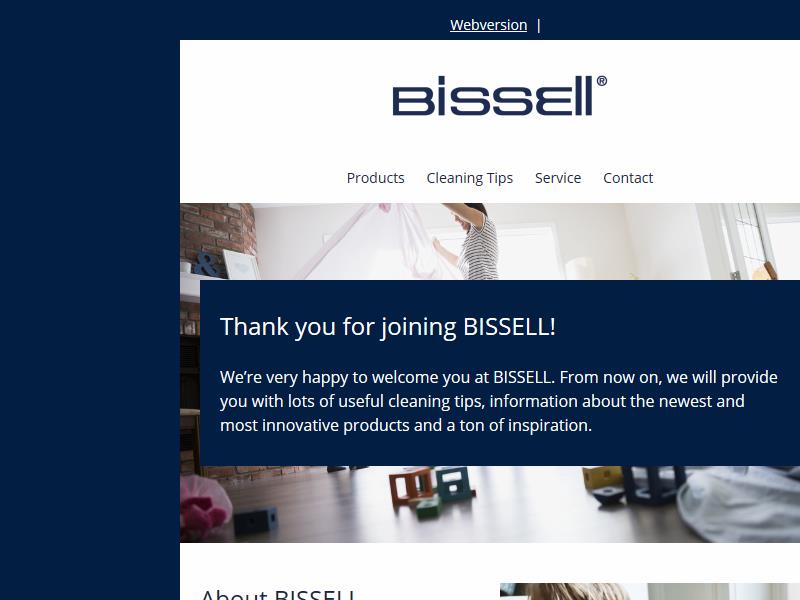 Webversion |
BISSELL®
Products Cleaning Tips Service Contact
&
Thank you for joining BISSELL!
We’re very happy to welcome you at BISSELL. From now on, we will provide
you with lots of useful cleaning tips, information about the newest and
most innovative products and a ton of inspiration.
About BISSELL